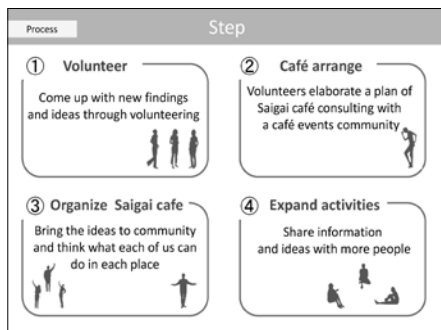 Process
Step
① Volunteer
Come up with new findings
and ideas through volunteering
② Café arrange
Volunteers elaborate a plan of
Saigai café consulting with
a café events community
③ Organize Saigai cafe
Bring the ideas to community
and think what each of us can
do in each place
④ Expand activities
Share information
and ideas with more people